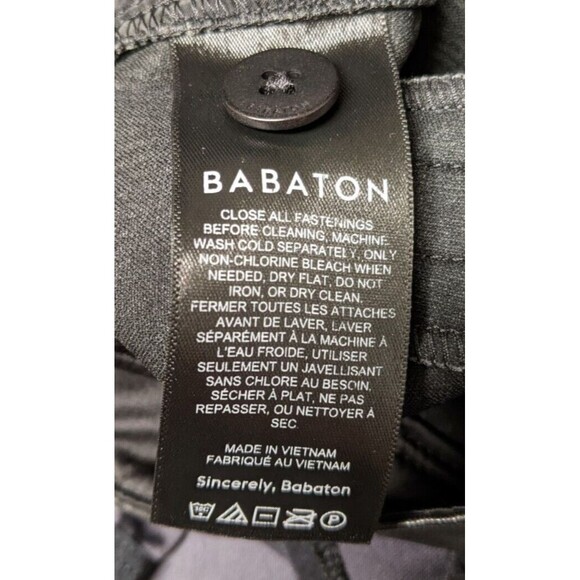 BABATON
CLOSE ALL FASTENINGS
BEFORE CLEANING, MACHINE
WASH COLD SEPARATELY, ONLY
NON-CHLORINE BLEACH WHEN
NEEDED, DRY FLAT, DO NOT
IRON, OR DRY CLEAN.
FERMER TOUTES LES ATTACHES
AVANT DE LAVER, LAVER
SÉPARÉMENT À LA MACHINE À
L'EAU FROIDE, UTILISER
SEULEMENT UN JAVELLISANT
SANS CHLORE AU BESOIN,
SÉCHER À PLAT, NE PAS
REPASSER, OU NETTOYER À
SEC.
MADE IN VIETNAM
FABRIQUÉ AU VIETNAM
Sincerely, Babaton
P